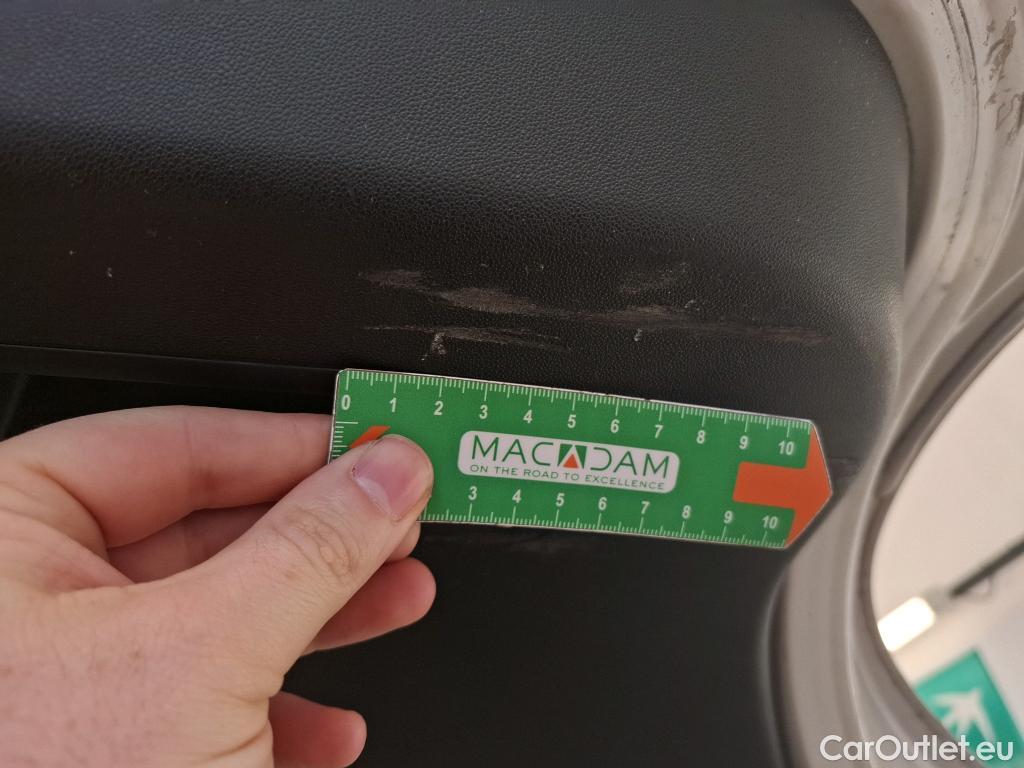 0 1 2 3 4 5 6 7 8 9 10
MACADAM
ON THE ROAD TO EXCELLENCE
3 4 5 6 7 8 9 10
CarOutlet.eu